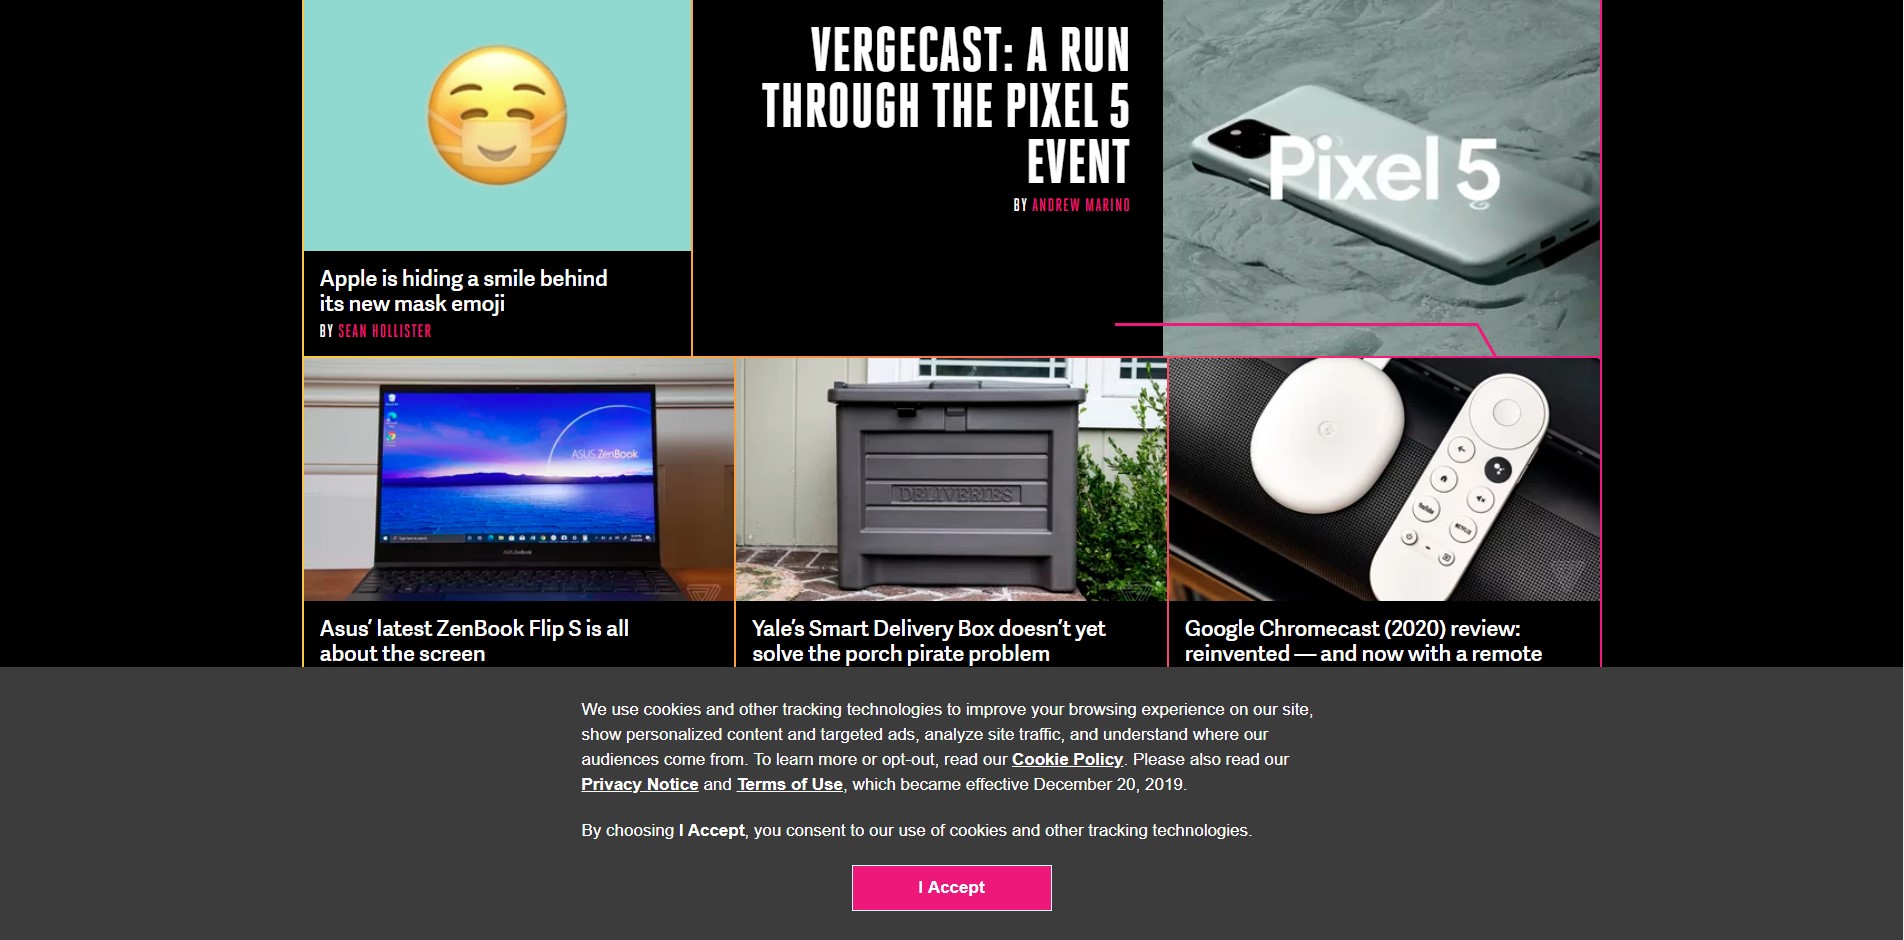 VERGECAST: A RUN
THROUGH THE PIXEL 5
EVENT
BY ANDREW MARINO
Pixel 5
Apple is hiding a smile behind
its new mask emoji
BY SEAN HOLLISTER
ASUS ZenBook
ASUS ZenBook
DELIVERIES
YouTube
NETFLIX
Asus’ latest ZenBook Flip S is all
about the screen
Yale’s Smart Delivery Box doesn’t yet
solve the porch pirate problem
Google Chromecast (2020) review:
reinvented — and now with a remote
We use cookies and other tracking technologies to improve your browsing experience on our site,
show personalized content and targeted ads, analyze site traffic, and understand where our
audiences come from. To learn more or opt-out, read our Cookie Policy. Please also read our
Privacy Notice and Terms of Use, which became effective December 20, 2019.
By choosing I Accept, you consent to our use of cookies and other tracking technologies.
I Accept